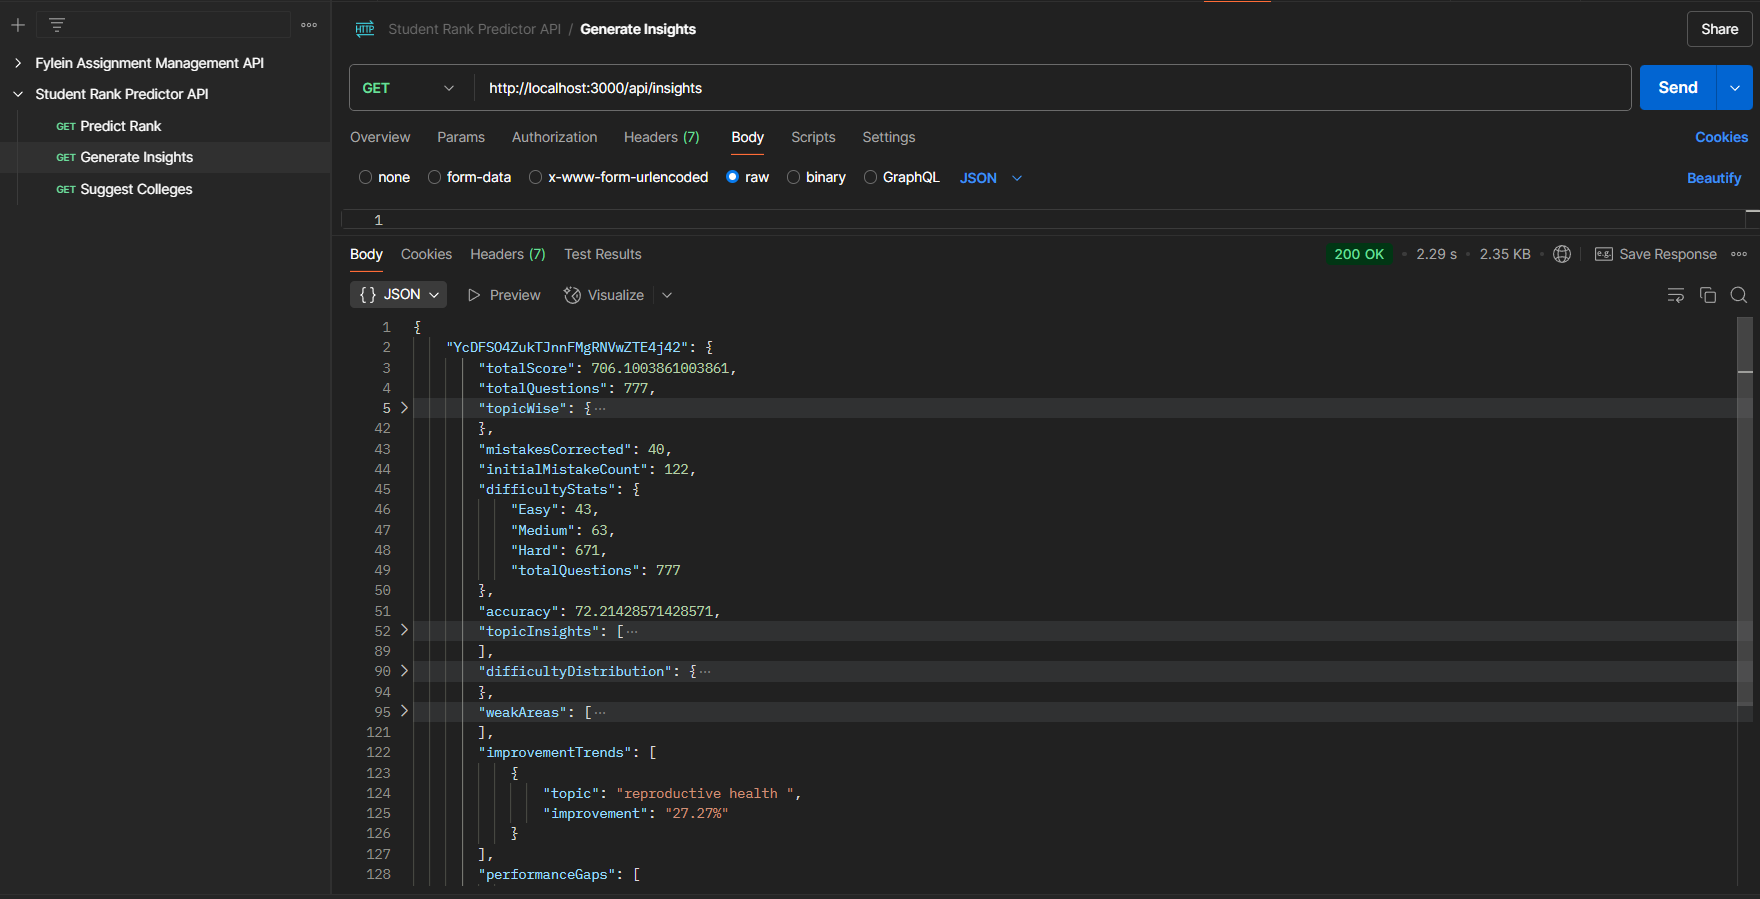 Fylein Assignment Management API
Student Rank Predictor API
GET Predict Rank
GET Generate Insights
GET Suggest Colleges
HTTP Student Rank Predictor API / Generate Insights
Share
GET http://localhost:3000/api/insights Send
Overview Params Authorization Headers (7) Body Scripts Settings Cookies
none form-data x-www-form-urlencoded raw binary GraphQL JSON Beautify
1
Body Cookies Headers (7) Test Results 200 OK • 2.29 s • 2.35 KB • e.g. Save Response
{} JSON Preview Visualize
1 {
2 "YcDFSO4ZukTJnnFMgRNVwZTE4j42": {
3 "totalScore": 706.1003861003861,
4 "totalQuestions": 777,
5 "topicWise": { ···
42 },
43 "mistakesCorrected": 40,
44 "initialMistakeCount": 122,
45 "difficultyStats": {
46 "Easy": 43,
47 "Medium": 63,
48 "Hard": 671,
49 "totalQuestions": 777
50 },
51 "accuracy": 72.21428571428571,
52 "topicInsights": [ ···
89 ],
90 "difficultyDistribution": { ···
94 },
95 "weakAreas": [ ···
121 ],
122 "improvementTrends": [
123 {
124 "topic": "reproductive health ",
125 "improvement": "27.27%"
126 }
127 ],
128 "performanceGaps": [